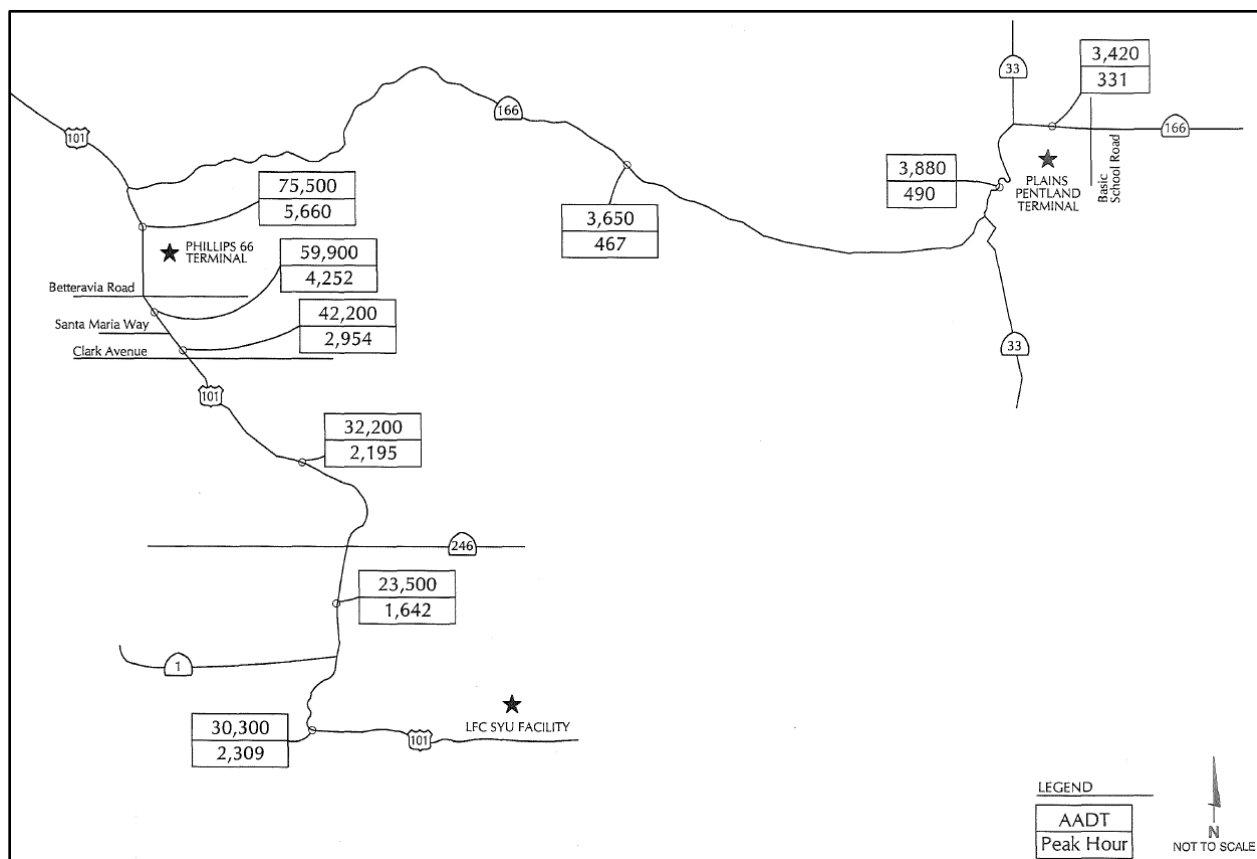 33
3,420
331
166
101
166
Basic
School Road
3,880
490
PLAINS
PENTLAND
TERMINAL
75,500
5,660
3,650
467
PHILLIPS 66
TERMINAL
59,900
4,252
Betteravia Road
42,200
2,954
Santa Maria Way
Clark Avenue
33
101
32,200
2,195
246
23,500
1,642
1
LFC SYU FACILITY
30,300
2,309
101
LEGEND
AADT
Peak Hour
N
NOT TO SCALE